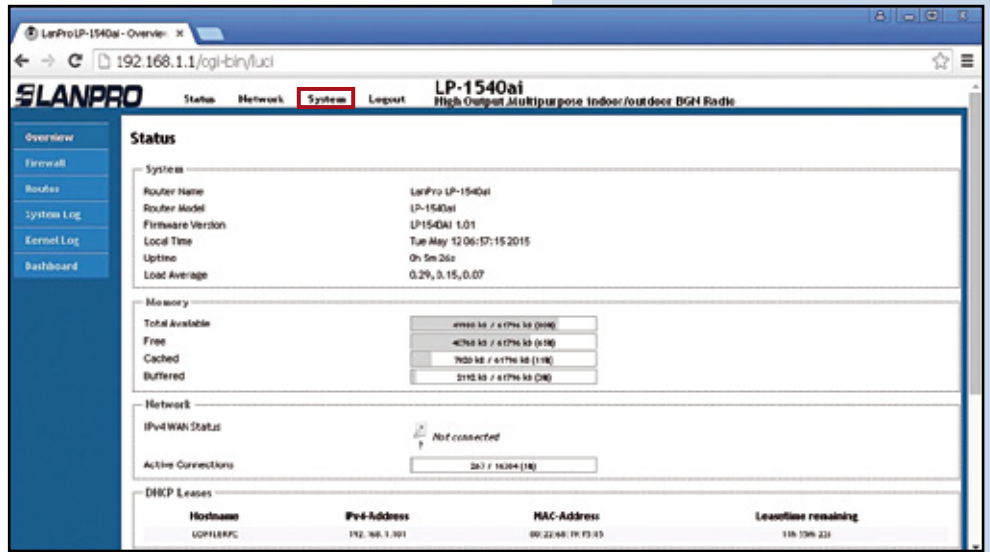 LanPro LP-1540ai - Overview
192.168.1.1/cgi-bin/luci
LANPRO
Status Network System Logout
LP-1540ai
High Output Multipurpose indoor/outdoor BGN Radio
Overview
Firewall
Routes
System Log
Kernel Log
Dashboard
Status
System
Router Name LanPro LP-1540ai
Router Model LP-1540ai
Firmware Version LP1540AI 1.01
Local Time Tue May 12 06:57:15 2015
Uptime 0h 5m 26s
Load Average 0.29, 0.15, 0.07
Memory
Total Available
Free
Cached
Buffered
Network
IPv4 WAN Status Not connected
Active Connections
DHCP Leases
Hostname IPv4-Address MAC-Address Leasetime remaining
192.168.1.101